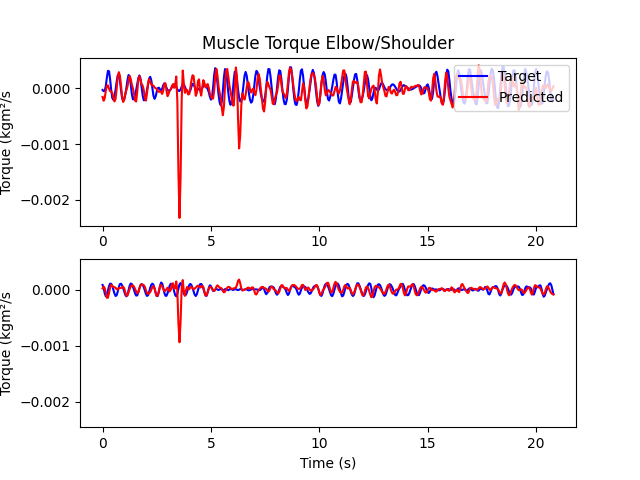 Muscle Torque Elbow/Shoulder
Target
Predicted
0.000
−0.001
−0.002
Torque (kgm²/s
0
5
10
15
20
0.000
−0.001
−0.002
Torque (kgm²/s
0
5
10
15
20
Time (s)